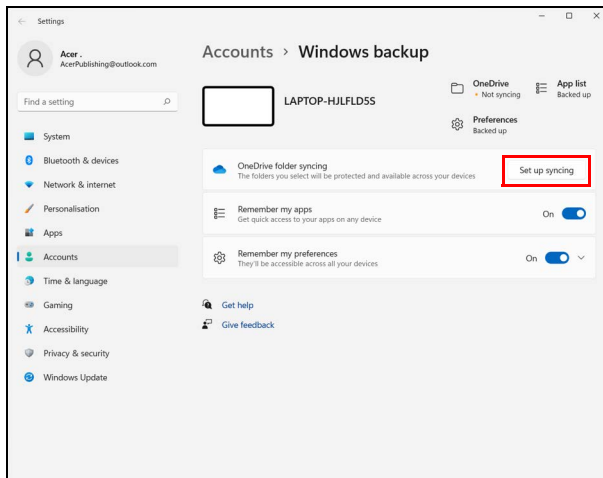 Settings
Acer .
AcerPublishing@outlook.com
Find a setting
System
Bluetooth & devices
Network & internet
Personalisation
Apps
Accounts
Time & language
Gaming
Accessibility
Privacy & security
Windows Update
Accounts > Windows backup
LAPTOP-HJLFLD5S
OneDrive
• Not syncing
App list
Backed up
Preferences
Backed up
OneDrive folder syncing
The folders you select will be protected and available across your devices
Set up syncing
Remember my apps
Get quick access to your apps on any device
On
Remember my preferences
They'll be accessible across all your devices
On
Get help
Give feedback